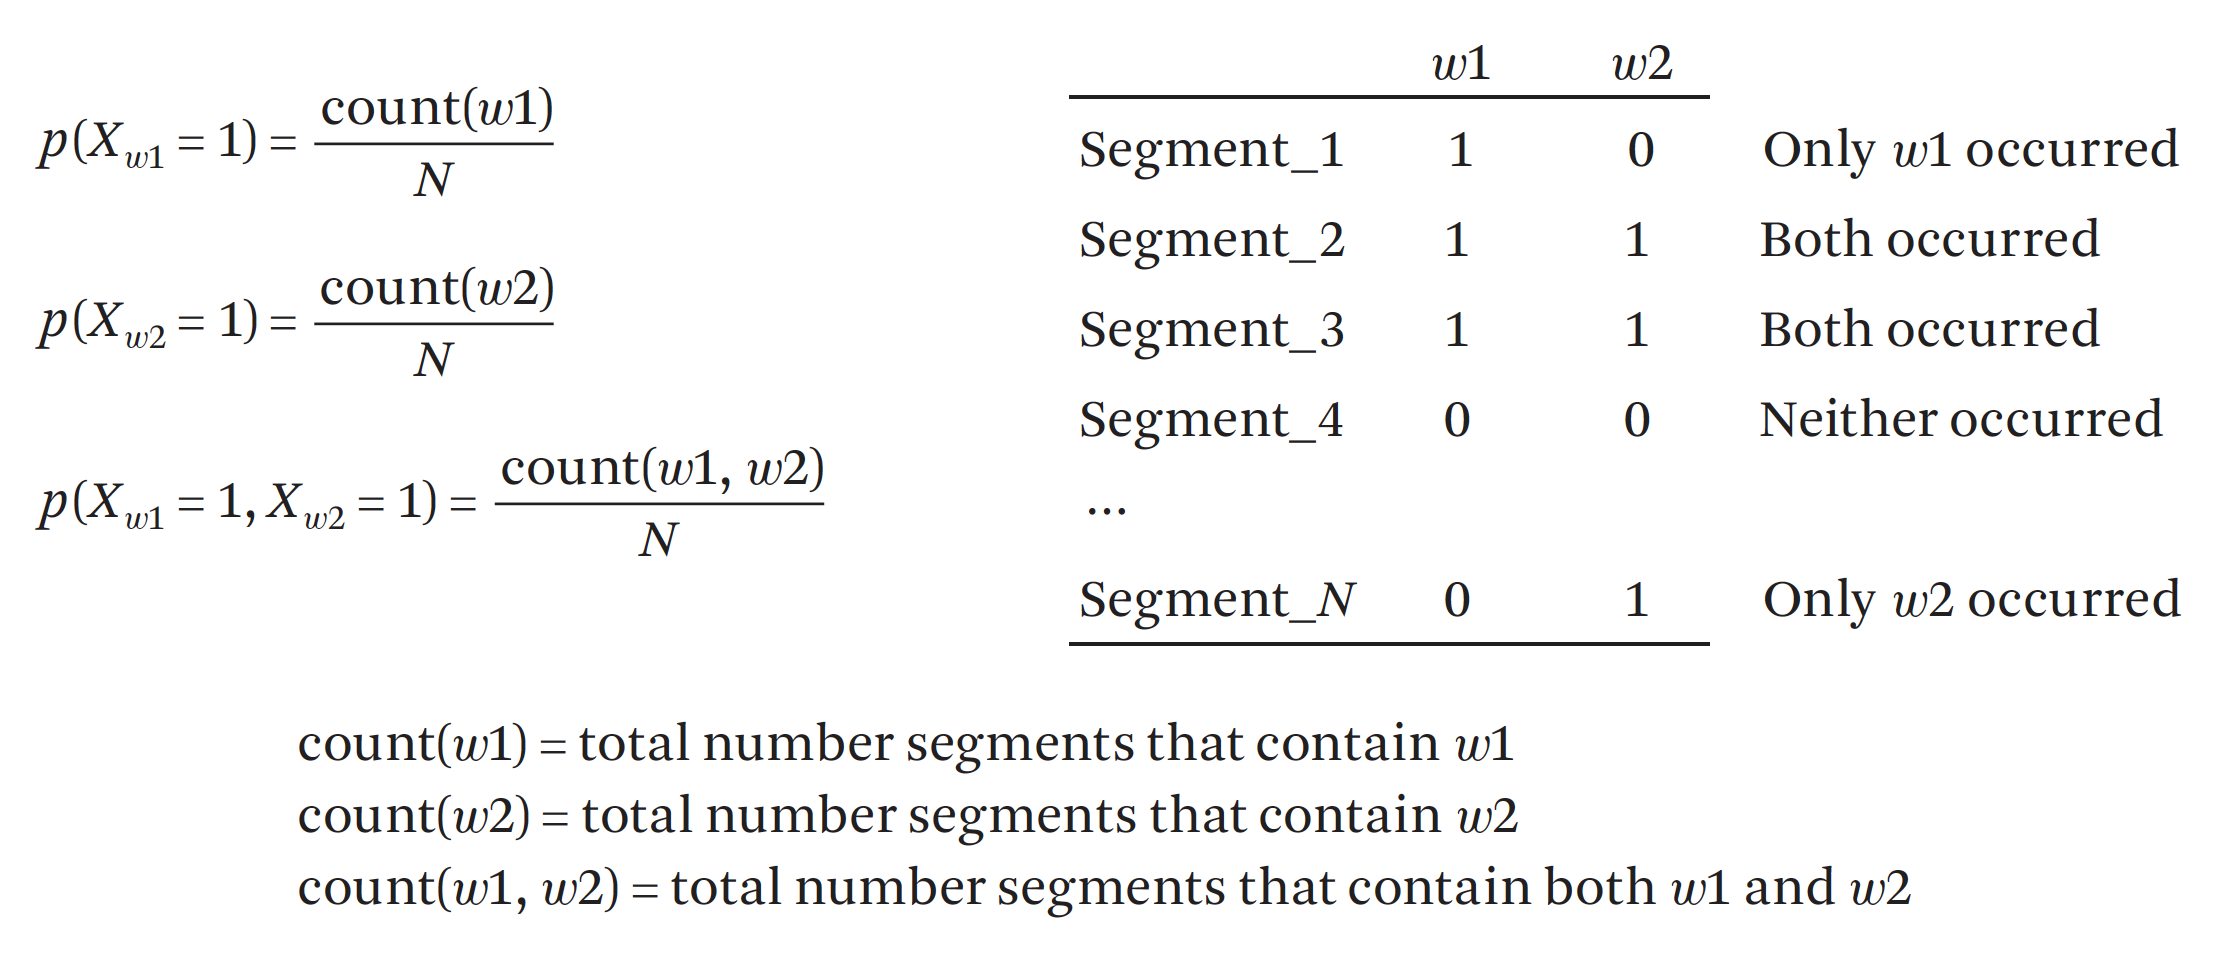 p(X_w1 = 1) = count(w1) / N
p(X_w2 = 1) = count(w2) / N
p(X_w1 = 1, X_w2 = 1) = count(w1, w2) / N
w1 w2
Segment_1 1 0 Only w1 occurred
Segment_2 1 1 Both occurred
Segment_3 1 1 Both occurred
Segment_4 0 0 Neither occurred
...
Segment_N 0 1 Only w2 occurred
count(w1) = total number segments that contain w1
count(w2) = total number segments that contain w2
count(w1, w2) = total number segments that contain both w1 and w2